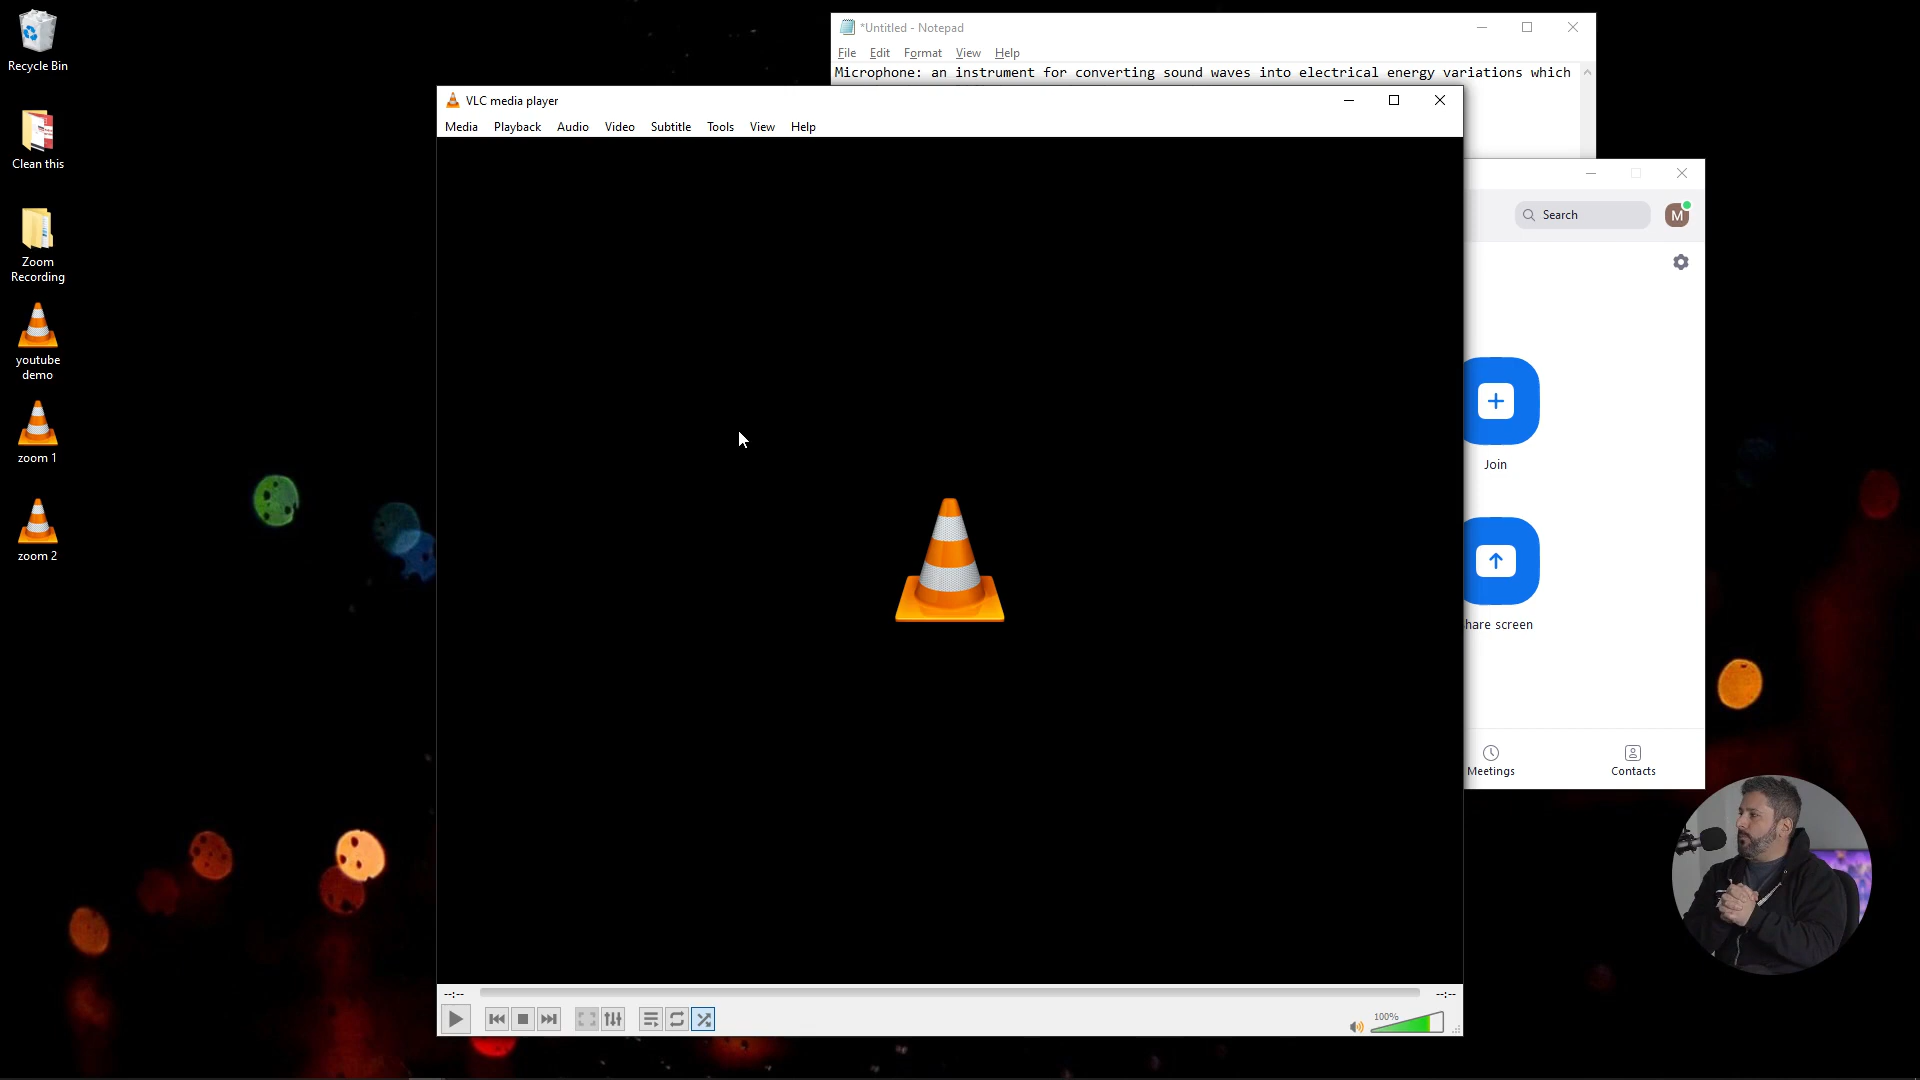 Recycle Bin
Clean this
Zoom
Recording
youtube
demo
zoom 1
zoom 2
*Untitled - Notepad
File Edit Format View Help
Microphone: an instrument for converting sound waves into electrical energy variations which
VLC media player
Media Playback Audio Video Subtitle Tools View Help
Search
M
Join
hare screen
Meetings
Contacts
--:--
--:--
100%